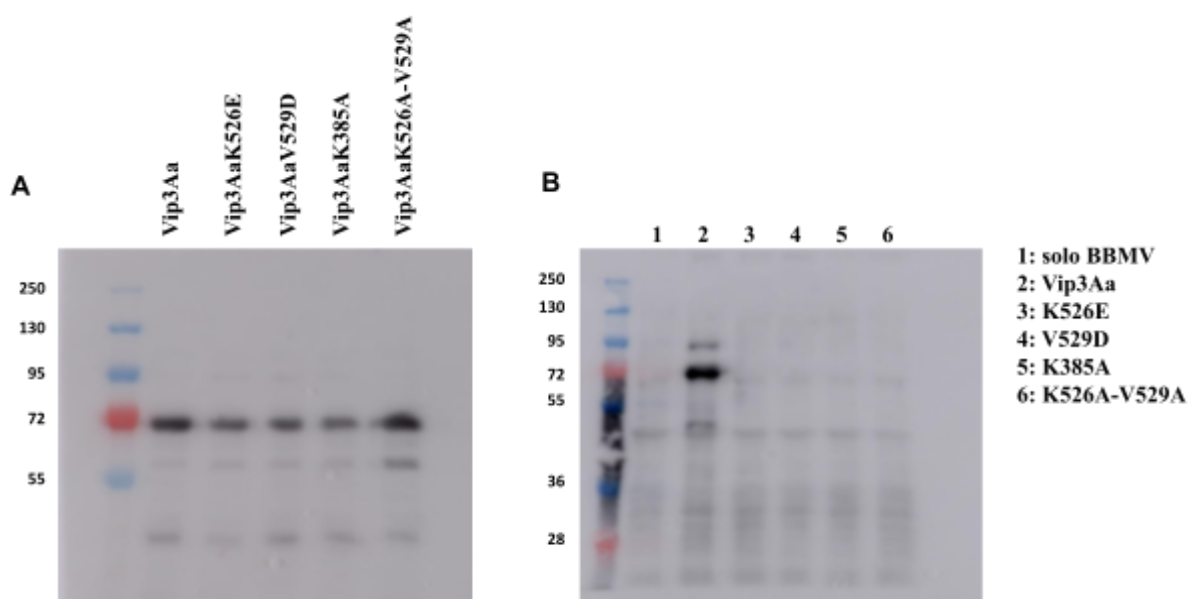 A
Vip3Aa
Vip3AaK526E
Vip3AaV529D
Vip3AaK385A
Vip3AaK526A-V529A
250
130
95
72
55
B
1 2 3 4 5 6
250
130
95
72
55
36
28
1: solo BBMV
2: Vip3Aa
3: K526E
4: V529D
5: K385A
6: K526A-V529A